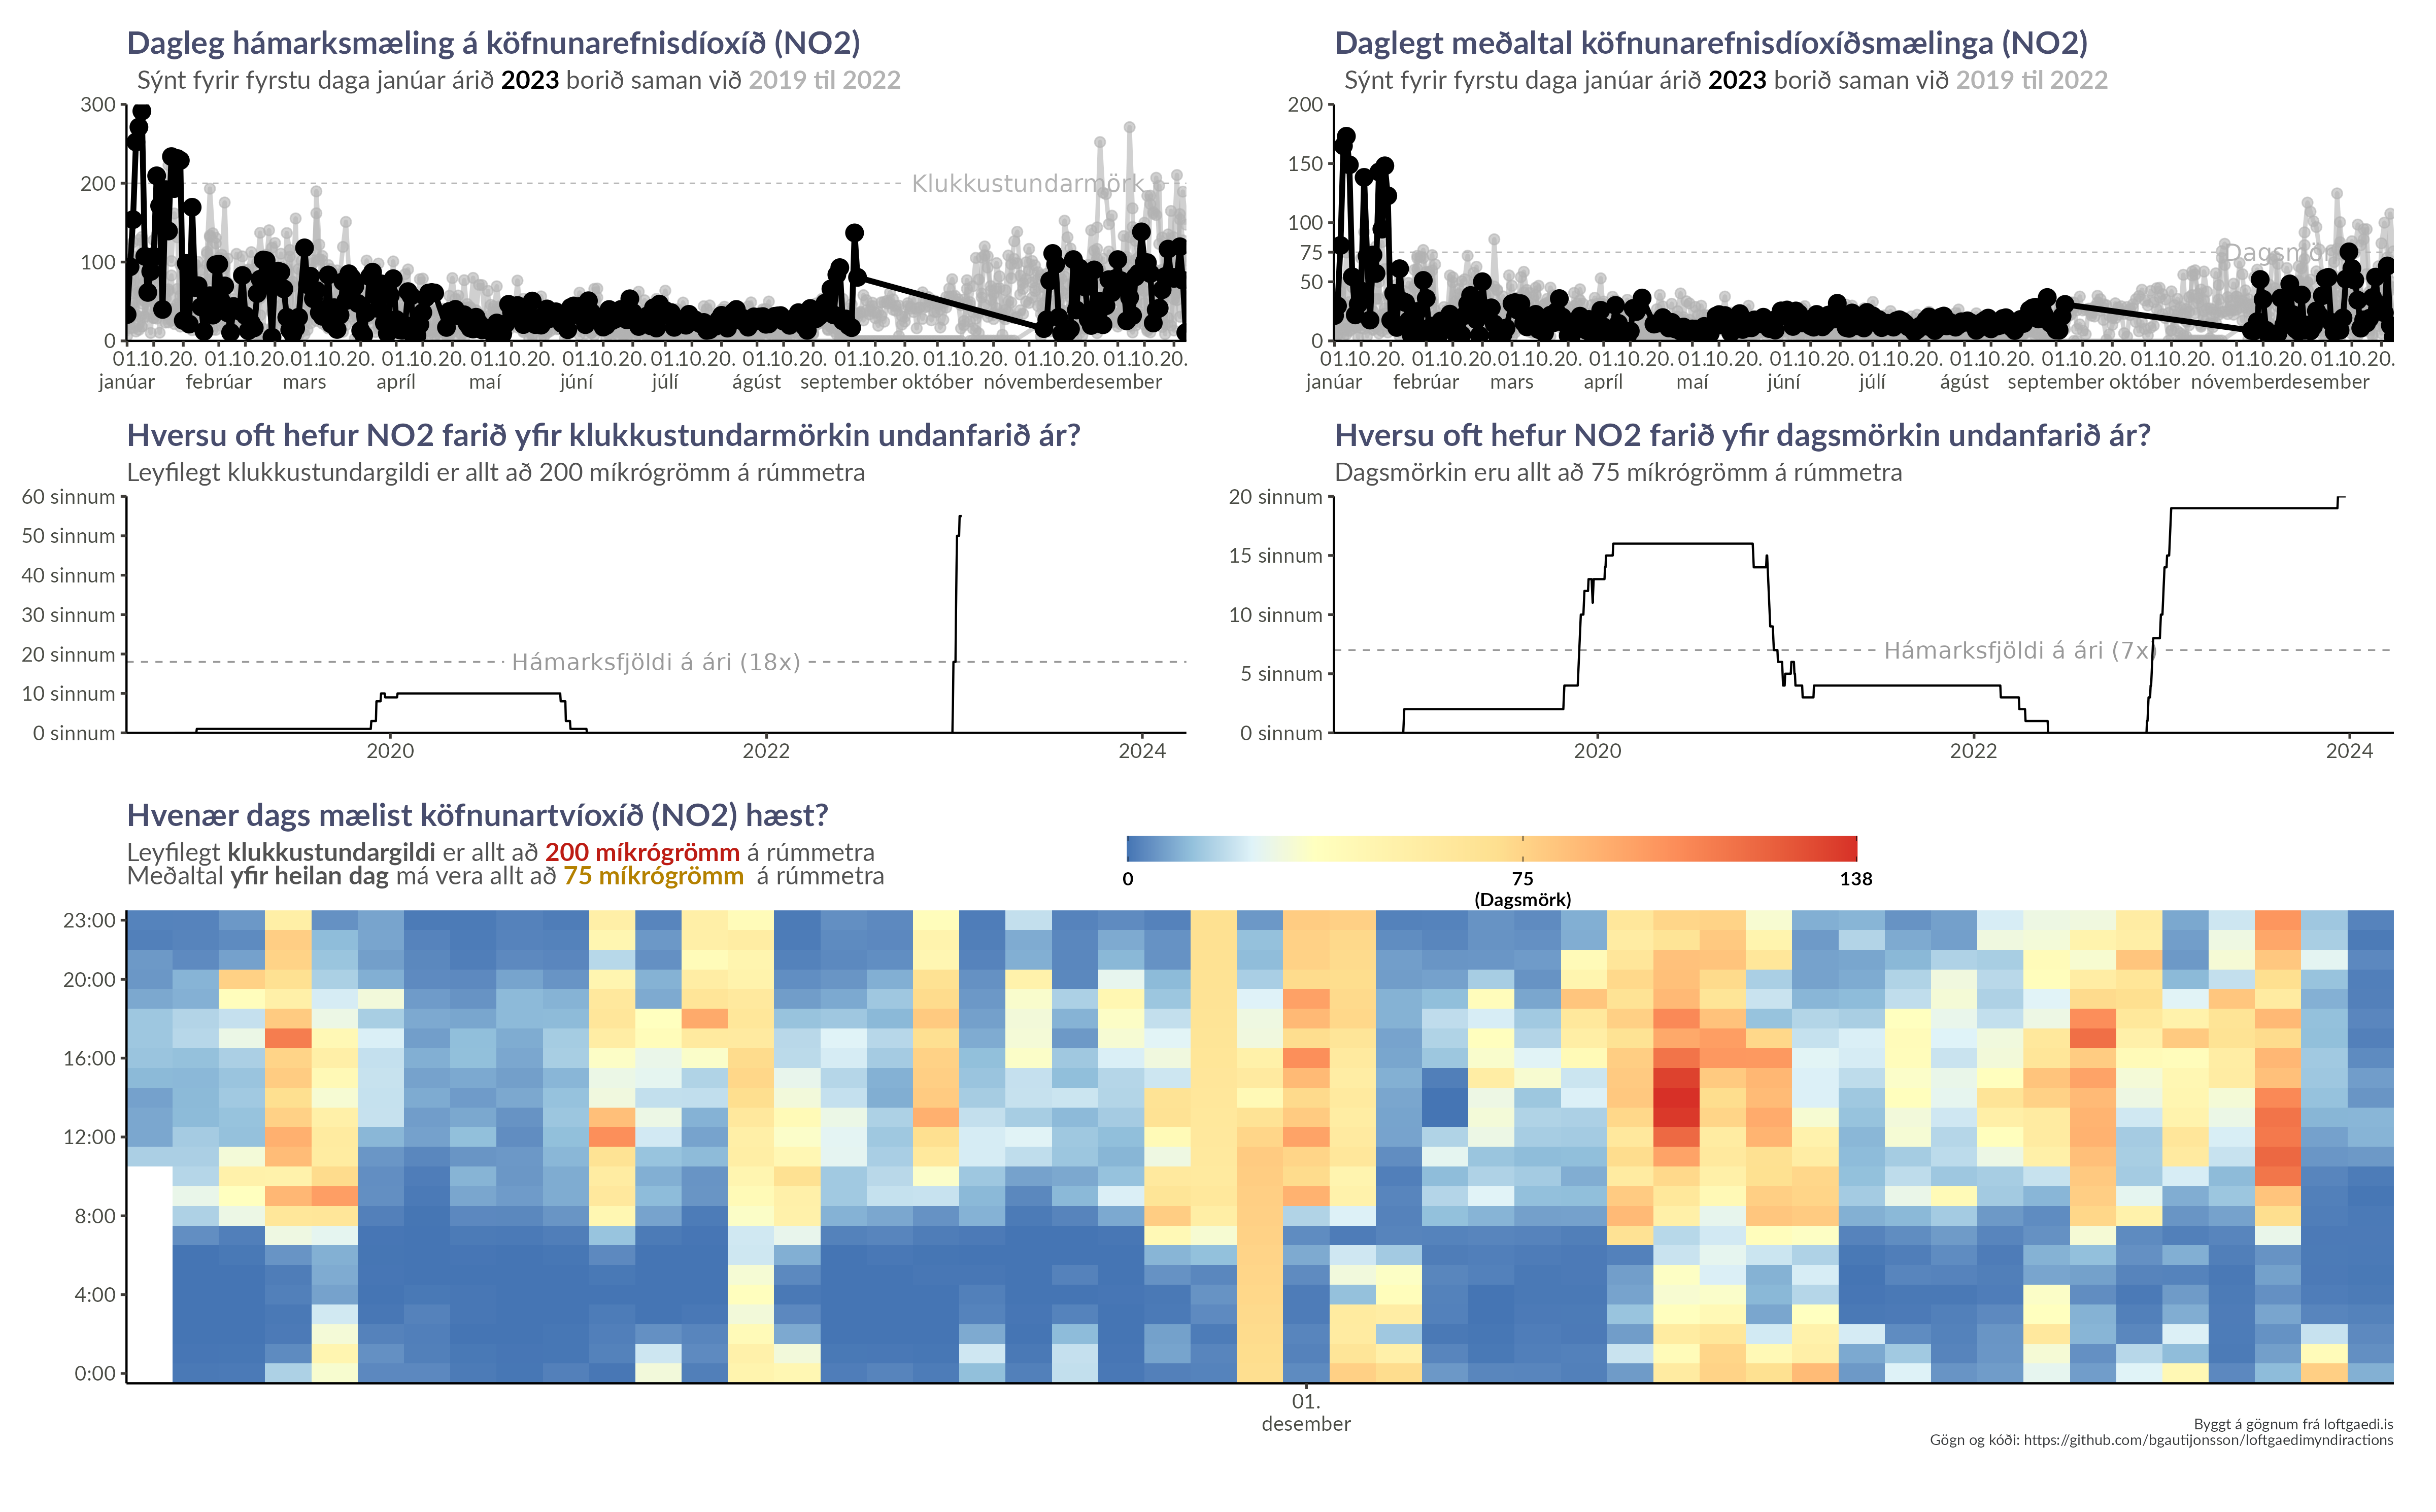 Dagleg hámarksmæling á köfnunarefnisdíoxíð (NO2)
Sýnt fyrir fyrstu daga janúar árið 2023 borið saman við 2019 til 2022
300
200
100
0
Klukkustundarmörk
01.10.20. 01.10.20. 01.10.20. 01.10.20. 01.10.20. 01.10.20. 01.10.20. 01.10.20. 01.10.20. 01.10.20. 01.10.20. 01.10.20.
janúar febrúar mars apríl maí júní júlí ágúst september október nóvember desember
Daglegt meðaltal köfnunarefnisdíoxíðsmælinga (NO2)
Sýnt fyrir fyrstu daga janúar árið 2023 borið saman við 2019 til 2022
200
150
100
75
50
0
Dagsmörk
01.10.20. 01.10.20. 01.10.20. 01.10.20. 01.10.20. 01.10.20. 01.10.20. 01.10.20. 01.10.20. 01.10.20. 01.10.20. 01.10.20.
janúar febrúar mars apríl maí júní júlí ágúst september október nóvember desember
Hversu oft hefur NO2 farið yfir klukkustundarmörkin undanfarið ár?
Leyfilegt klukkustundargildi er allt að 200 míkrógrömm á rúmmetra
60 sinnum
50 sinnum
40 sinnum
30 sinnum
20 sinnum
10 sinnum
0 sinnum
Hámarksfjöldi á ári (18x)
2020 2022 2024
Hversu oft hefur NO2 farið yfir dagsmörkin undanfarið ár?
Dagsmörkin eru allt að 75 míkrógrömm á rúmmetra
20 sinnum
15 sinnum
10 sinnum
5 sinnum
0 sinnum
Hámarksfjöldi á ári (7x)
2020 2022 2024
Hvenær dags mælist köfnunartvíoxíð (NO2) hæst?
Leyfilegt klukkustundargildi er allt að 200 míkrógrömm á rúmmetra
Meðaltal yfir heilan dag má vera allt að 75 míkrógrömm á rúmmetra
0 75 138
(Dagsmörk)
23:00
20:00
16:00
12:00
8:00
4:00
0:00
01.
desember
Byggt á gögnum frá loftgaedi.is
Gögn og kóði: https://github.com/bgautijonsson/loftgaedimyndiractions